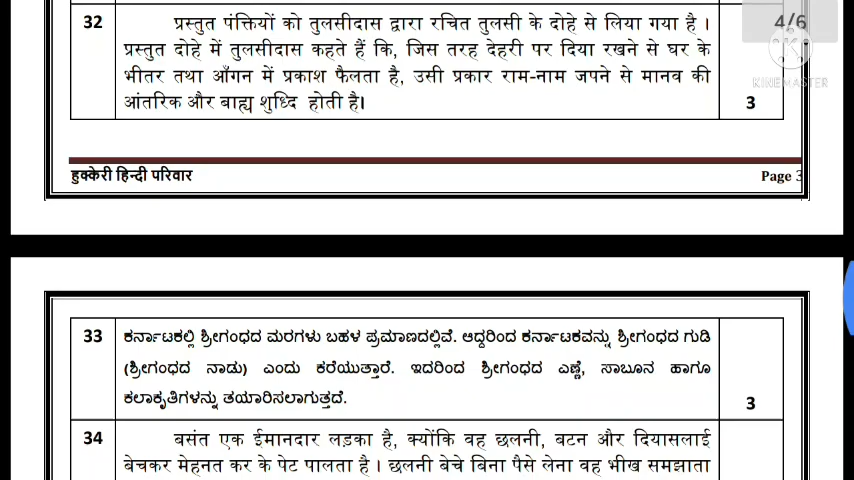 4/6
KINEMASTER
32 प्रस्तुत पंक्तियों को तुलसीदास द्वारा रचित तुलसी के दोहे से लिया गया है ।
प्रस्तुत दोहे में तुलसीदास कहते हैं कि, जिस तरह देहरी पर दिया रखने से घर के
भीतर तथा आँगन में प्रकाश फैलता है, उसी प्रकार राम-नाम जपने से मानव की
आंतरिक और बाह्य शुध्दि होती है। 3
हुक्केरी हिन्दी परिवार Page 3
33 ಕರ್ನಾಟಕಲ್ಲಿ ಶ್ರೀಗಂಧದ ಮರಗಳು ಬಹಳ ಪ್ರಮಾಣದಲ್ಲಿವೆ. ಆದ್ದರಿಂದ ಕರ್ನಾಟಕವನ್ನು ಶ್ರೀಗಂಧದ ಗುಡಿ
(ಶ್ರೀಗಂಧದ ನಾಡು) ಎಂದು ಕರೆಯುತ್ತಾರೆ. ಇದರಿಂದ ಶ್ರೀಗಂಧದ ಎಣ್ಣೆ, ಸಾಬೂನ ಹಾಗೂ
ಕಲಾಕೃತಿಗಳನ್ನು ತಯಾರಿಸಲಾಗುತ್ತದೆ. 3
34 बसंत एक ईमानदार लड़का है, क्योंकि वह छलनी, बटन और दियासलाई
बेचकर मेहनत कर के पेट पालता है । छलनी बेचे बिना पैसे लेना वह भीख समझाता